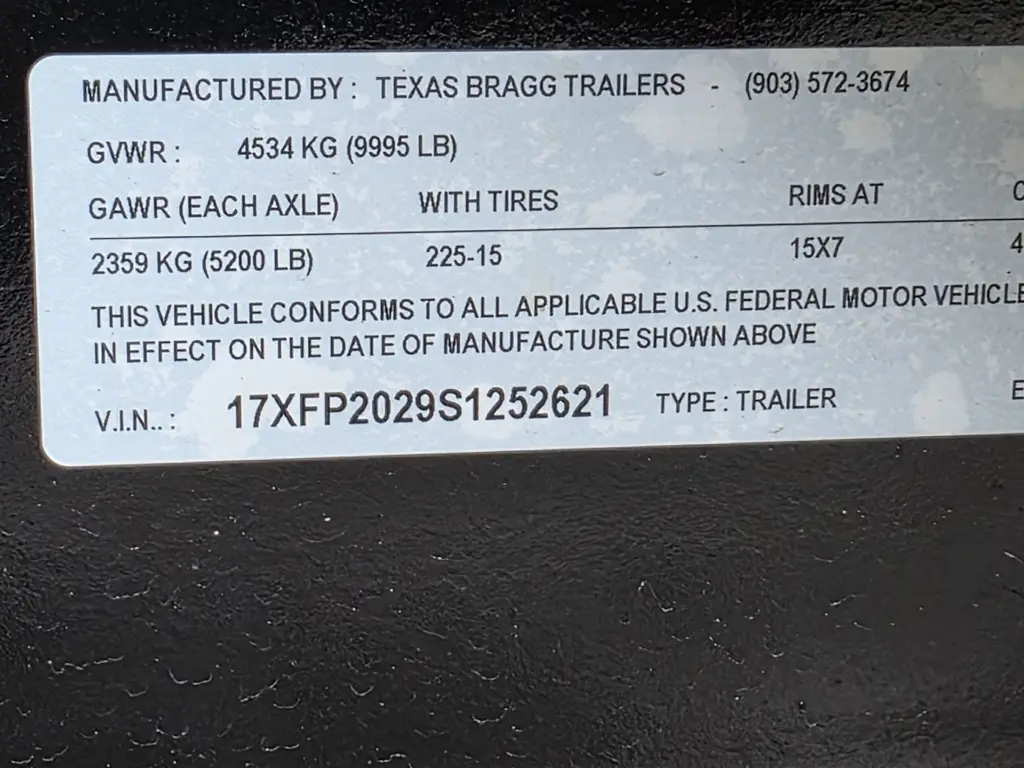 MANUFACTURED BY : TEXAS BRAGG TRAILERS - (903) 572-3674
GVWR : 4534 KG (9995 LB)
GAWR (EACH AXLE) WITH TIRES RIMS AT C
2359 KG (5200 LB) 225-15 15X7 4
THIS VEHICLE CONFORMS TO ALL APPLICABLE U.S. FEDERAL MOTOR VEHICLE
IN EFFECT ON THE DATE OF MANUFACTURE SHOWN ABOVE
V.I.N.. : 17XFP2029S1252621 TYPE : TRAILER E